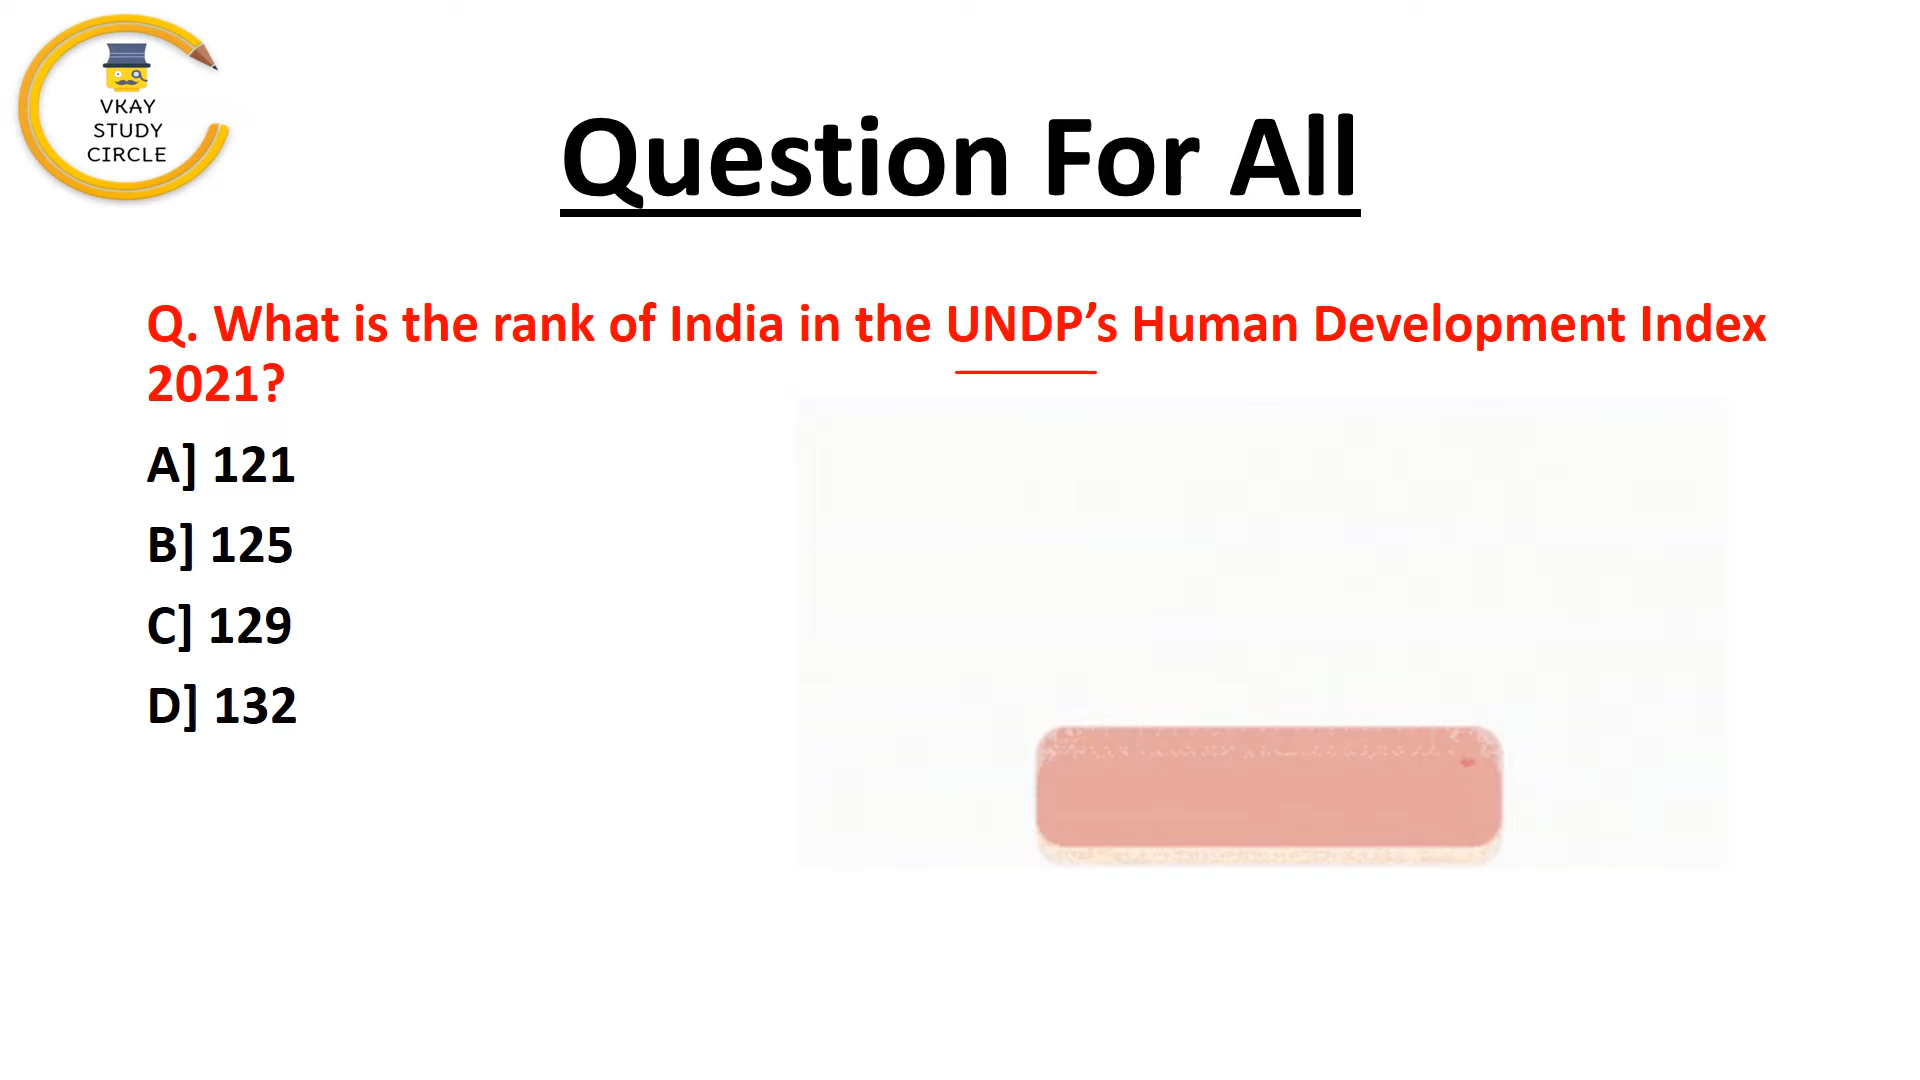 VKAY
STUDY
CIRCLE
Question For All
Q. What is the rank of India in the UNDP’s Human Development Index
2021?
A] 121
B] 125
C] 129
D] 132